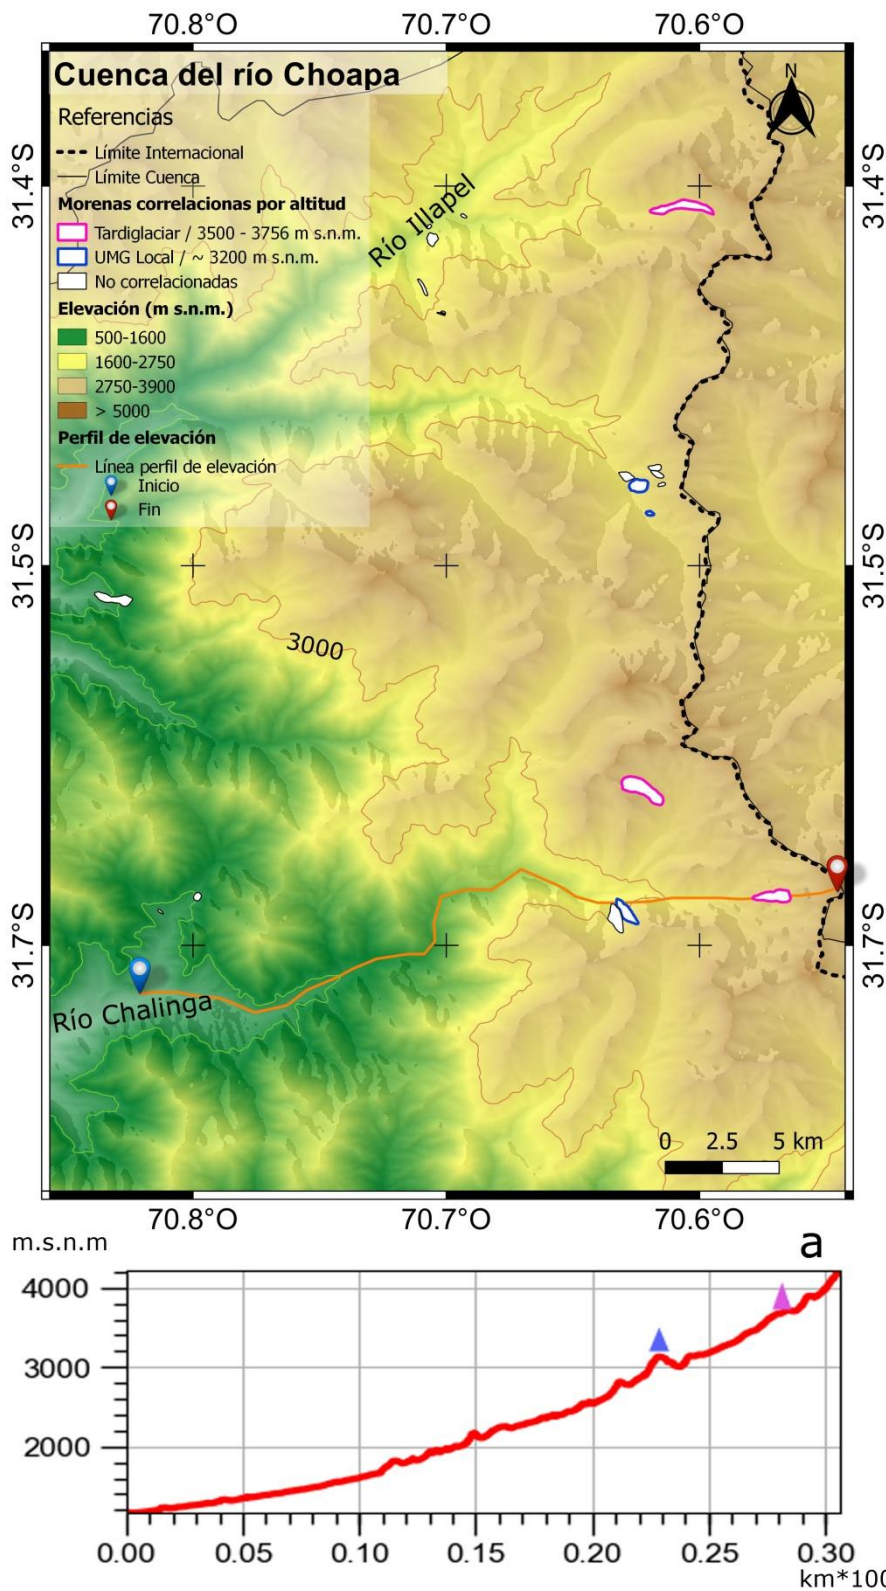 70.8°O 70.7°O 70.6°O
Cuenca del río Choapa
N
Referencias
Límite Internacional
Límite Cuenca
Morenas correlacionas por altitud
Tardiglaciar / 3500 - 3756 m s.n.m.
UMG Local / ~ 3200 m s.n.m.
No correlacionadas
Elevación (m s.n.m.)
500-1600
1600-2750
2750-3900
> 5000
Perfil de elevación
Línea perfil de elevación
Inicio
Fin
31.4°S
31.4°S
Río Illapel
31.5°S
31.5°S
3000
31.7°S
31.7°S
Río Chalinga
0 2.5 5 km
70.8°O 70.7°O 70.6°O
m.s.n.m
a
4000
3000
2000
0.00 0.05 0.10 0.15 0.20 0.25 0.30
km*100